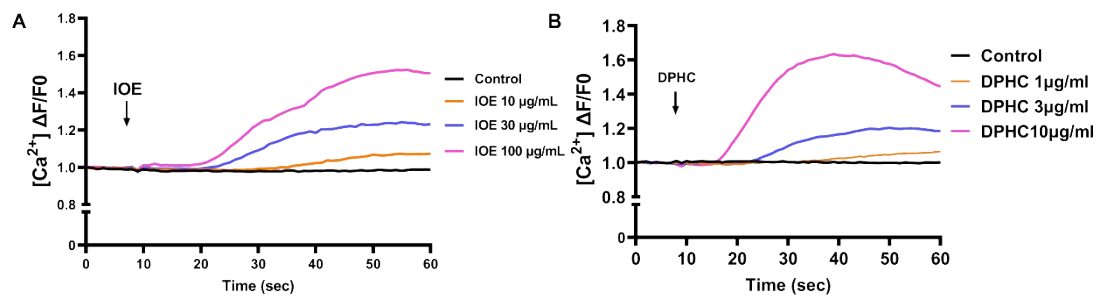 A
[Ca2+] ΔF/F0
1.8
1.6
1.4
1.2
1.0
0.8
0
IOE
0 10 20 30 40 50 60
Time (sec)
Control
IOE 10 µg/mL
IOE 30 µg/mL
IOE 100 µg/mL
B
[Ca2+] ΔF/F0
1.8
1.6
1.4
1.2
1.0
0.8
0
DPHC
0 10 20 30 40 50 60
Time (sec)
Control
DPHC 1µg/ml
DPHC 3µg/ml
DPHC10µg/ml